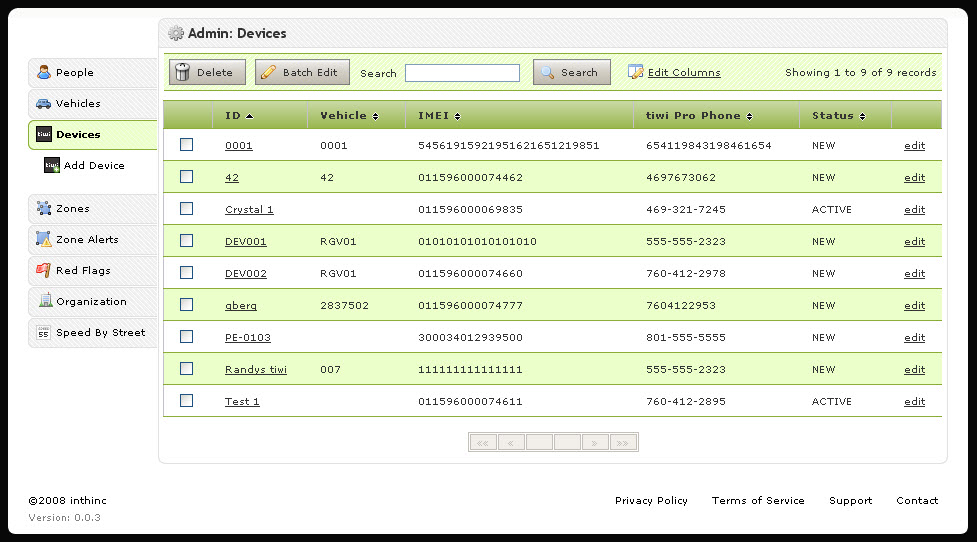 Admin: Devices
People
Vehicles
Devices
Add Device
Zones
Zone Alerts
Red Flags
Organization
Speed By Street
Delete Batch Edit Search Search Edit Columns Showing 1 to 9 of 9 records
ID Vehicle IMEI tiwi Pro Phone Status
0001 0001 54561915921951621651219851 654119843198461654 NEW edit
42 42 011596000074462 4697673062 NEW edit
Crystal 1 011596000069835 469-321-7245 ACTIVE edit
DEV001 RGV01 01010101010101010 555-555-2323 NEW edit
DEV002 RGV01 011596000074660 760-412-2978 NEW edit
gberg 2837502 011596000074777 7604122953 NEW edit
PE-0103 300034012939500 801-555-5555 NEW edit
Randys tiwi 007 111111111111111 555-555-2323 NEW edit
Test 1 011596000074611 760-412-2895 ACTIVE edit
«« « » »»
©2008 inthinc Privacy Policy Terms of Service Support Contact
Version: 0.0.3